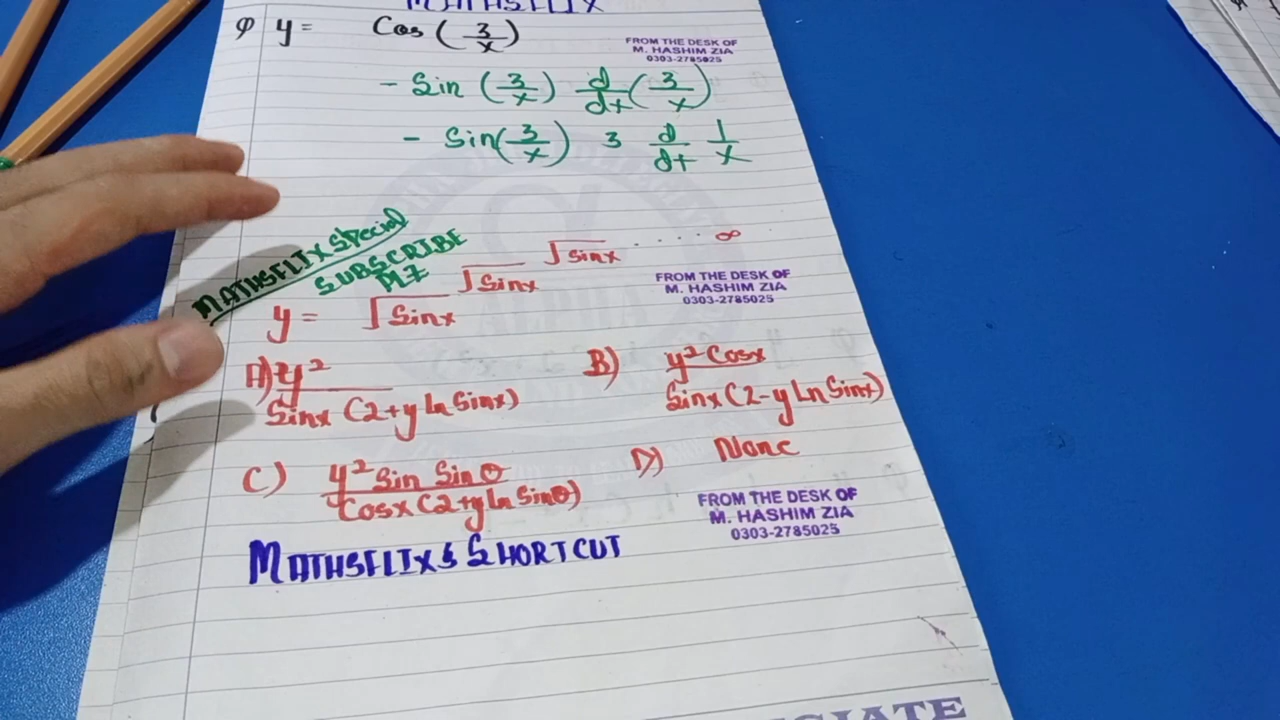 MATHSFLIX
φ y = Cos (3/x)
FROM THE DESK OF
M. HASHIM ZIA
0303-2785025
- Sin (3/x) d/dx (3/x)
- Sin(3/x) 3 d/dx 1/x
MATHSFLIX Special
SUBSCRIBE
PLZ
y = √Sinx √Sinx √Sinx ..... ∞
FROM THE DESK OF
M. HASHIM ZIA
0303-2785025
A) y²/Sinx (2+y ln Sinx)
B) y² Cosx/Sinx (2-y Ln Sinx)
C) y² Sin Sin θ/Cosx (2+y ln Sinθ)
D) None
FROM THE DESK OF
M. HASHIM ZIA
0303-2785025
MATHSFLIX's SHORTCUT